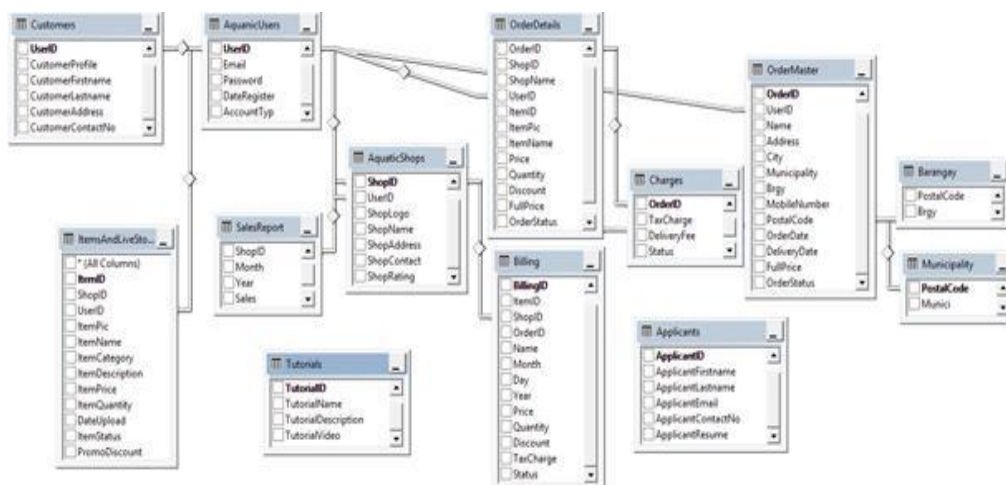 Customers
UserID
CustomerProfile
CustomerFirstname
CustomerLastname
CustomerAddress
CustomerContactNo
AquanicUsers
UserID
Email
Password
DateRegister
AccountTyp
OrderDetails
OrderID
ShopID
ShopName
UserID
ItemID
ItemPic
ItemName
Price
Quantity
Discount
FullPrice
OrderStatus
OrderMaster
OrderID
UserID
Name
Address
City
Municipality
Brgy
MobileNumber
PostalCode
OrderDate
DeliveryDate
FullPrice
OrderStatus
AquaticShops
ShopID
UserID
ShopLogo
ShopName
ShopAddress
ShopContact
ShopRating
Charges
OrderID
TaxCharge
DeliveryFee
Status
Barangay
PostalCode
Brgy
SalesReport
ShopID
Month
Year
Sales
ItemsAndLiveSto...
* (All Columns)
ItemID
ShopID
UserID
ItemPic
ItemName
ItemCategory
ItemDescription
ItemPrice
ItemQuantity
DateUpload
ItemStatus
PromoDiscount
Billing
BillingID
ItemID
ShopID
OrderID
Name
Month
Day
Year
Price
Quantity
Discount
TaxCharge
Status
Municipality
PostalCode
Munici
Tutorials
TutorialID
TutorialName
TutorialDescription
TutorialVideo
Applicants
ApplicantID
ApplicantFirstname
ApplicantLastname
ApplicantEmail
ApplicantContactNo
ApplicantResume